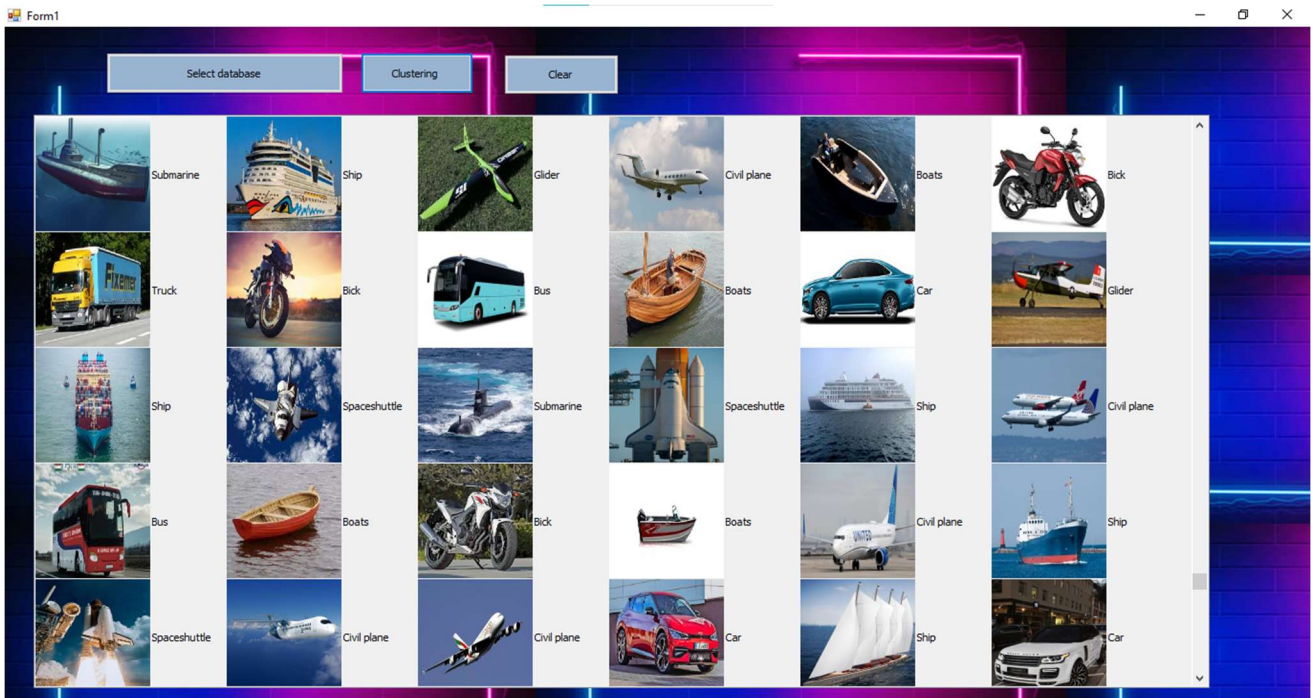 Form1
Select database
Clustering
Clear
Submarine
Ship
Glider
Civil plane
Boats
Bick
Truck
Fixemer
Bick
Bus
Boats
Car
Glider
Ship
Spaceshuttle
Submarine
Spaceshuttle
Ship
Civil plane
Bus
Boats
Bick
Boats
Civil plane
UNITED
Ship
Spaceshuttle
Civil plane
Civil plane
Car
Ship
Car